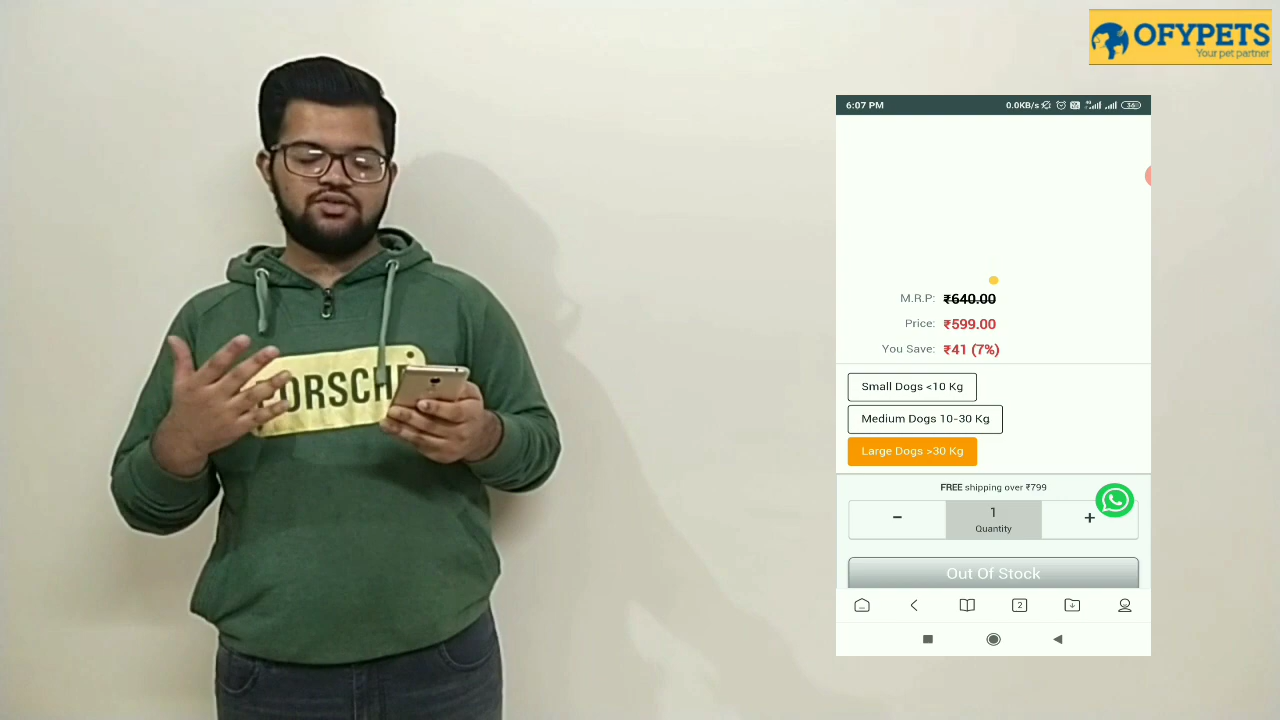 OFYPETS
Your pet partner
6:07 PM
0.0KB/s
36
M.R.P: ₹640.00
Price: ₹599.00
You Save: ₹41 (7%)
Small Dogs <10 Kg
Medium Dogs 10-30 Kg
Large Dogs >30 Kg
FREE shipping over ₹799
- 1 +
Quantity
Out Of Stock
2
PORSCHE